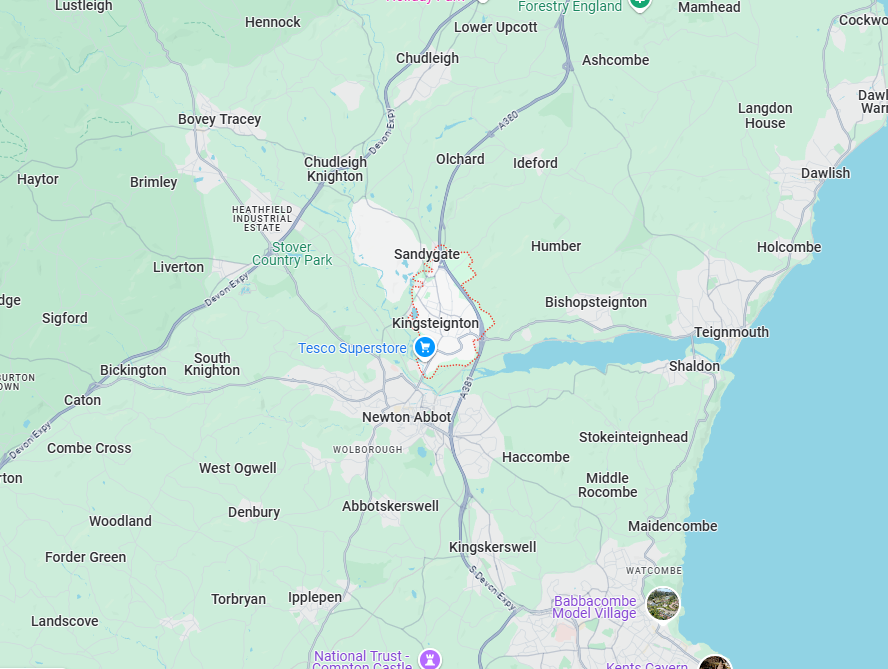 Lustleigh
Hennock
Holiday Park
Lower Upcott
Forestry England
Mamhead
Chudleigh
Ashcombe
Devon Expy
A380
Bovey Tracey
Langdon
House
Chudleigh
Knighton
Olchard
Ideford
Haytor
Brimley
Dawlish
HEATHFIELD
INDUSTRIAL
ESTATE
Stover
Country Park
Sandygate
Humber
Holcombe
Liverton
Devon Expy
Bishopsteignton
Sigford
Kingsteignton
Teignmouth
Tesco Superstore
South
Knighton
Bickington
Shaldon
A381
Caton
Newton Abbot
Devon Expy
Combe Cross
WOLBOROUGH
Stokeinteignhead
Haccombe
West Ogwell
Middle
Rocombe
Denbury
Abbotskerswell
Woodland
Maidencombe
Forder Green
Kingskerswell
WATCOMBE
S Devon Expy
Torbryan
Ipplepen
Babbacombe
Model Village
Landscove
National Trust -
Compton Castle
Kents Cavern